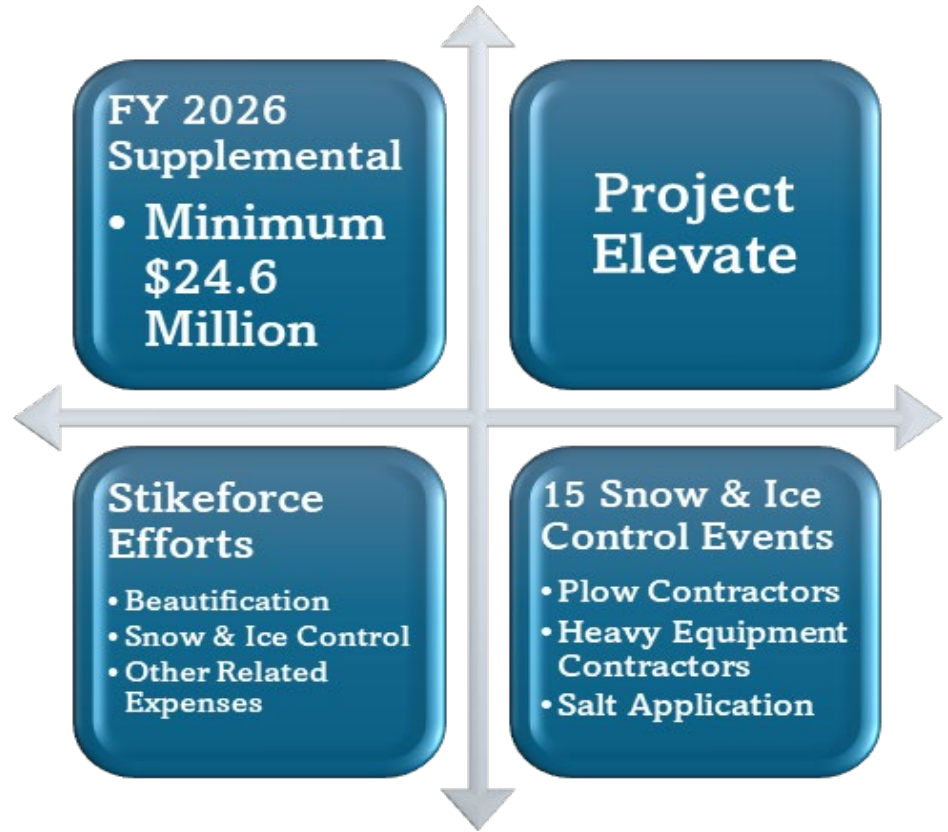 FY 2026
Supplemental
• Minimum
$24.6
Million
Project
Elevate
Stikeforce
Efforts
• Beautification
• Snow & Ice Control
• Other Related
Expenses
15 Snow & Ice
Control Events
• Plow Contractors
• Heavy Equipment
Contractors
• Salt Application